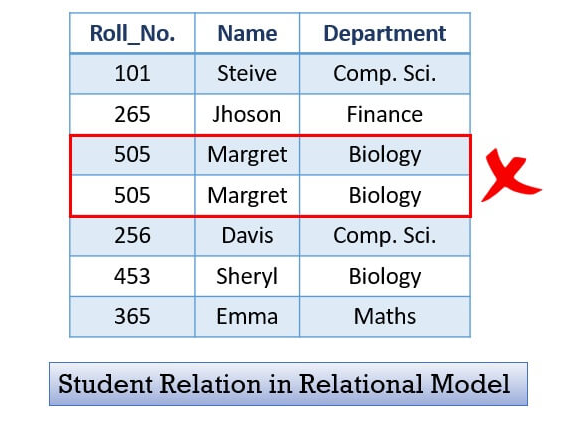 Roll_No. Name Department
101 Steive Comp. Sci.
265 Jhoson Finance
505 Margret Biology
505 Margret Biology
256 Davis Comp. Sci.
453 Sheryl Biology
365 Emma Maths
Student Relation in Relational Model